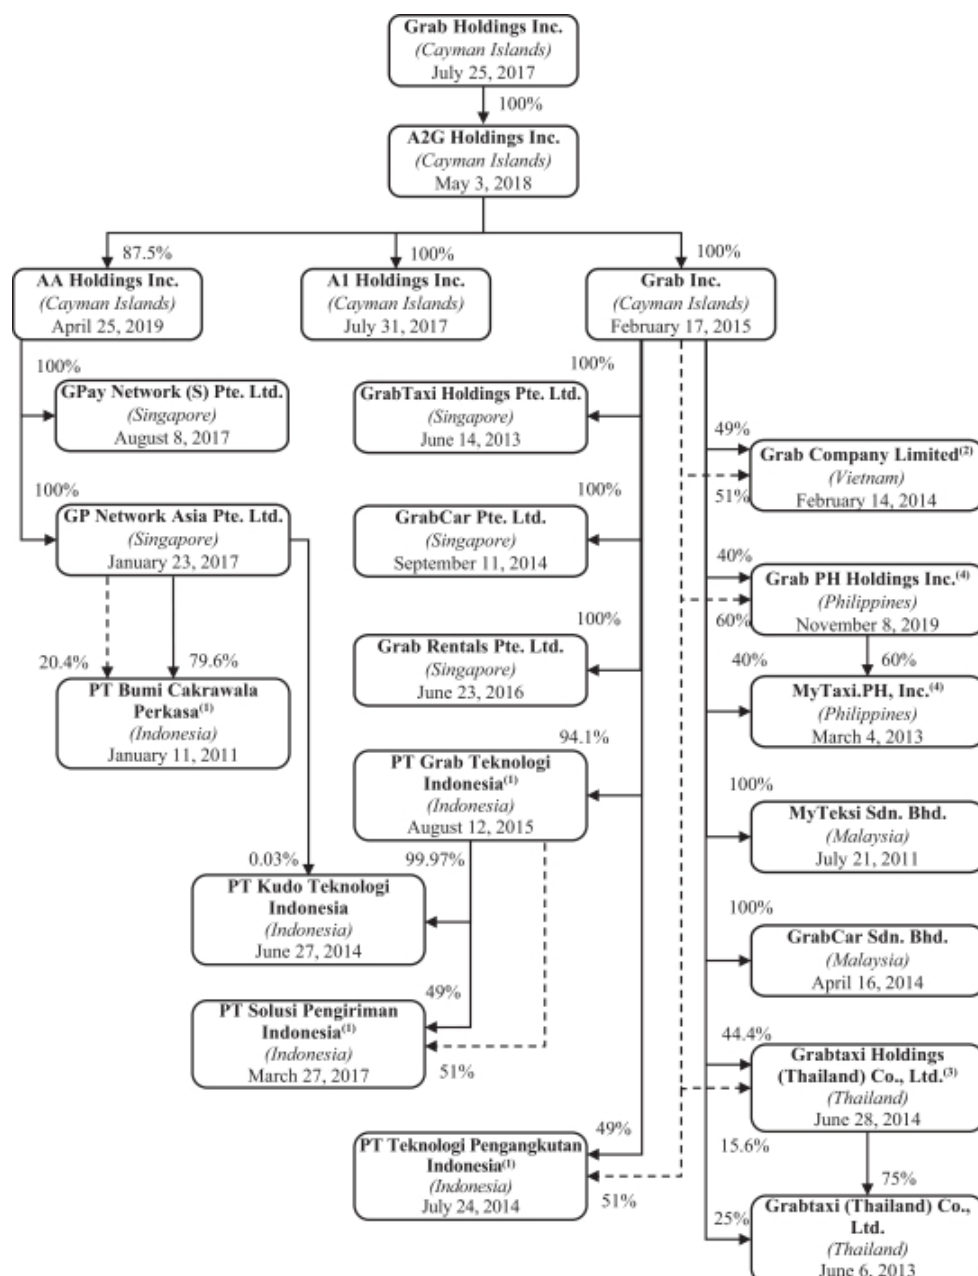 Grab Holdings Inc.
(Cayman Islands)
July 25, 2017
100%
A2G Holdings Inc.
(Cayman Islands)
May 3, 2018
87.5%
AA Holdings Inc.
(Cayman Islands)
April 25, 2019
100%
A1 Holdings Inc.
(Cayman Islands)
July 31, 2017
100%
Grab Inc.
(Cayman Islands)
February 17, 2015
100%
GPay Network (S) Pte. Ltd.
(Singapore)
August 8, 2017
100%
GP Network Asia Pte. Ltd.
(Singapore)
January 23, 2017
20.4%
79.6%
PT Bumi Cakrawala
Perkasa(1)
(Indonesia)
January 11, 2011
100%
GrabTaxi Holdings Pte. Ltd.
(Singapore)
June 14, 2013
100%
GrabCar Pte. Ltd.
(Singapore)
September 11, 2014
100%
Grab Rentals Pte. Ltd.
(Singapore)
June 23, 2016
94.1%
PT Grab Teknologi
Indonesia(1)
(Indonesia)
August 12, 2015
0.03%
99.97%
PT Kudo Teknologi
Indonesia
(Indonesia)
June 27, 2014
49%
PT Solusi Pengiriman
Indonesia(1)
(Indonesia)
March 27, 2017
51%
49%
PT Teknologi Pengangkutan
Indonesia(1)
(Indonesia)
July 24, 2014
51%
49%
Grab Company Limited(2)
(Vietnam)
February 14, 2014
51%
40%
Grab PH Holdings Inc.(4)
(Philippines)
November 8, 2019
60%
40%
60%
MyTaxi.PH, Inc.(4)
(Philippines)
March 4, 2013
100%
MyTeksi Sdn. Bhd.
(Malaysia)
July 21, 2011
100%
GrabCar Sdn. Bhd.
(Malaysia)
April 16, 2014
44.4%
Grabtaxi Holdings
(Thailand) Co., Ltd.(3)
(Thailand)
June 28, 2014
15.6%
75%
25%
Grabtaxi (Thailand) Co.,
Ltd.
(Thailand)
June 6, 2013